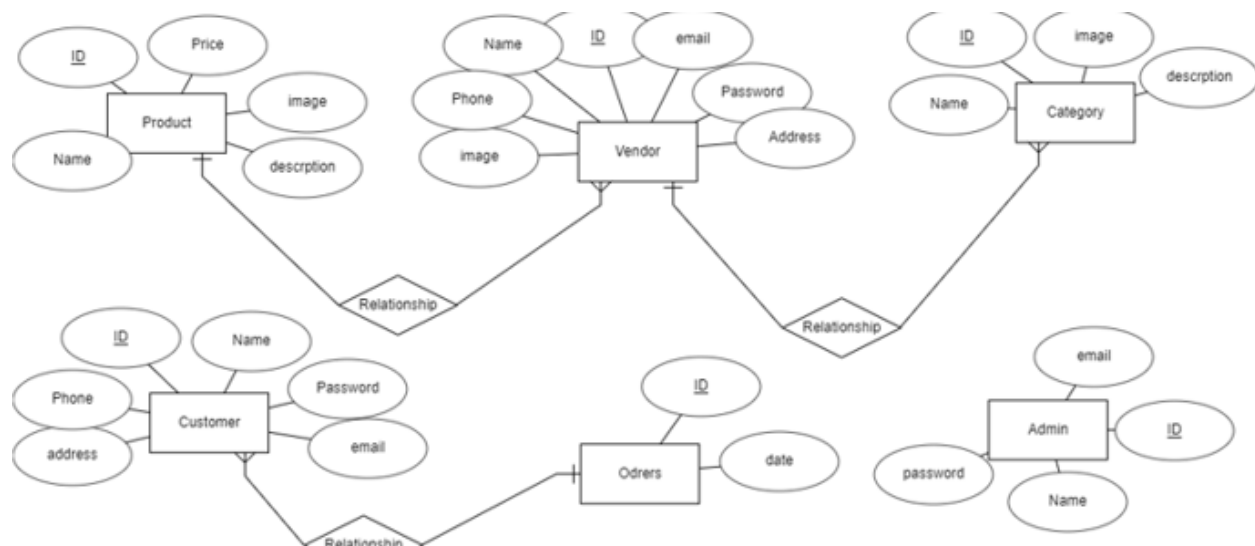 ID
Price
image
Product
Name
descrption
Name
ID
email
Phone
Password
Vendor
Address
image
ID
image
descrption
Name
Category
Relationship
Relationship
ID
Name
Phone
Password
Customer
address
email
Relationship
ID
Odrers
date
email
Admin
ID
password
Name